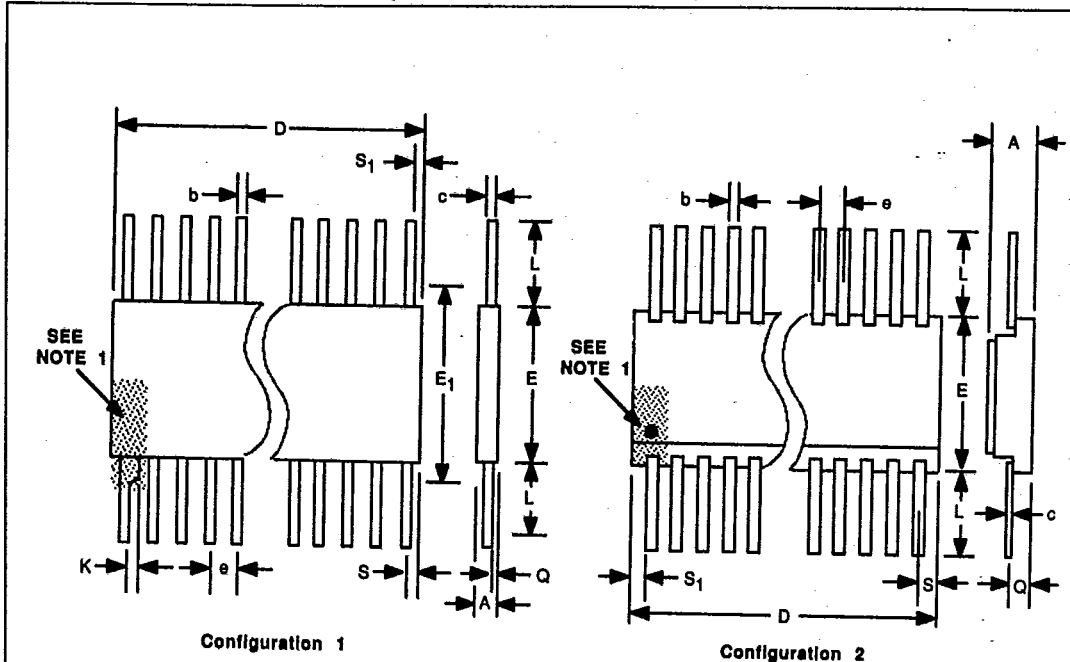 D
S₁
b
c
L
SEE
NOTE 1
E₁
E
L
K
e
S
Q
A
Configuration 1
A
b
e
L
SEE
NOTE 1
E
L
c
S₁
S
Q
D
Configuration 2